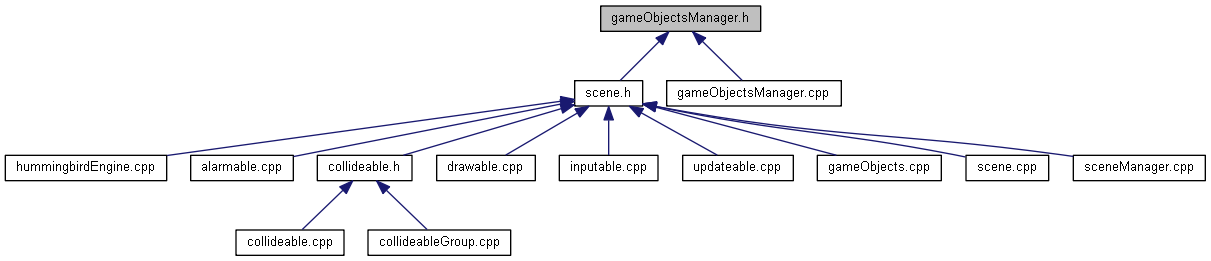 gameObjectsManager.h
scene.h
gameObjectsManager.cpp
hummingbirdEngine.cpp
alarmable.cpp
collideable.h
drawable.cpp
inputable.cpp
updateable.cpp
gameObjects.cpp
scene.cpp
sceneManager.cpp
collideable.cpp
collideableGroup.cpp